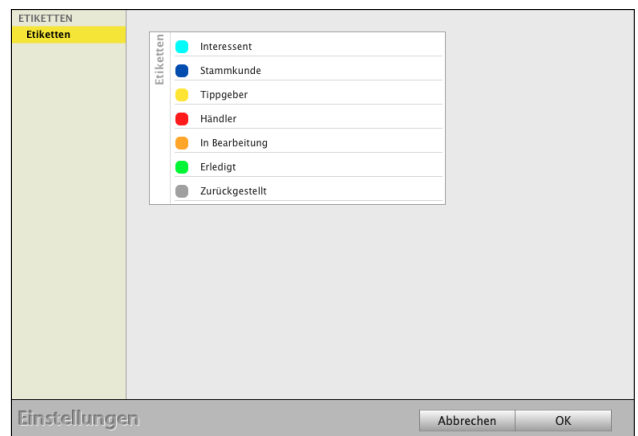 ETIKETTEN
Etiketten
Etiketten
Interessent
Stammkunde
Tippgeber
Händler
In Bearbeitung
Erledigt
Zurückgestellt
Einstellungen
Abbrechen
OK